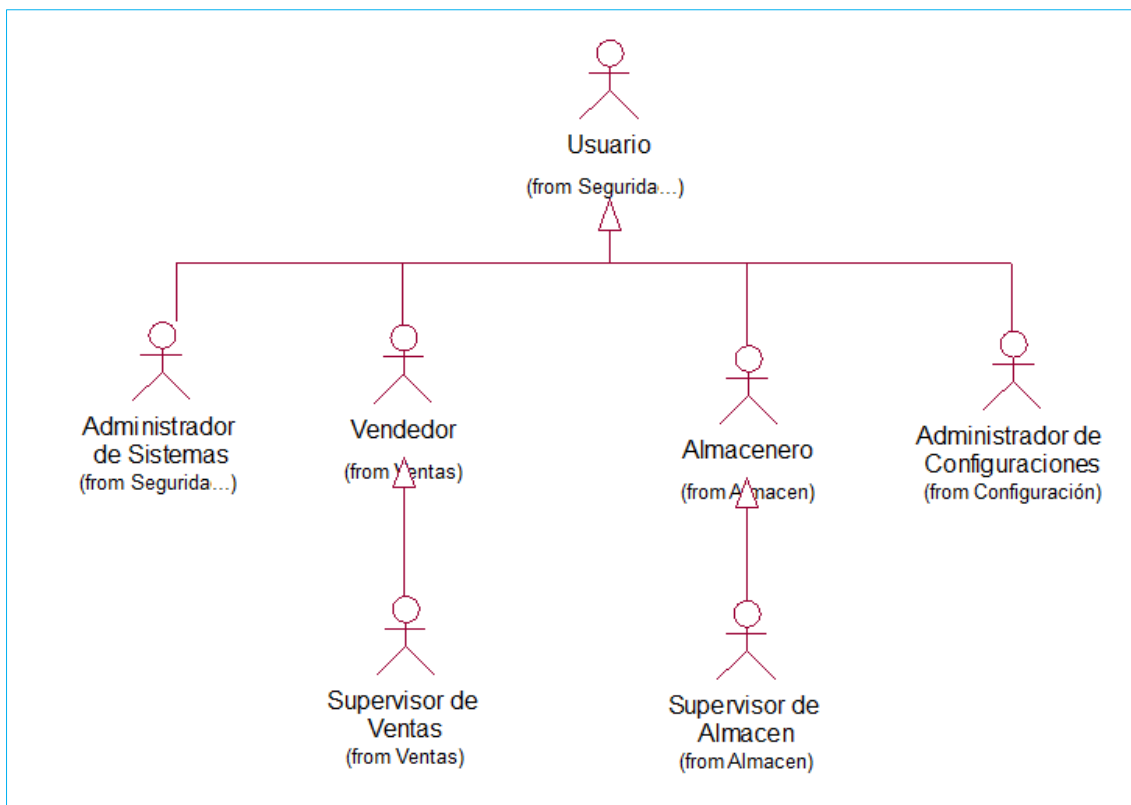 Usuario
(from Segurida...)
Administrador
de Sistemas
(from Segurida...)
Vendedor
(from Ventas)
Almacenero
(from Almacen)
Administrador de
Configuraciones
(from Configuración)
Supervisor de
Ventas
(from Ventas)
Supervisor de
Almacen
(from Almacen)